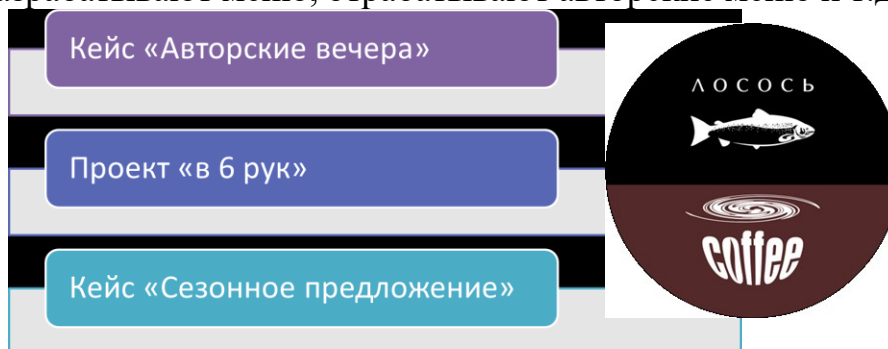 Кейс «Авторские вечера»
Проект «в 6 рук»
Кейс «Сезонное предложение»
ЛОСОСЬ
coffee